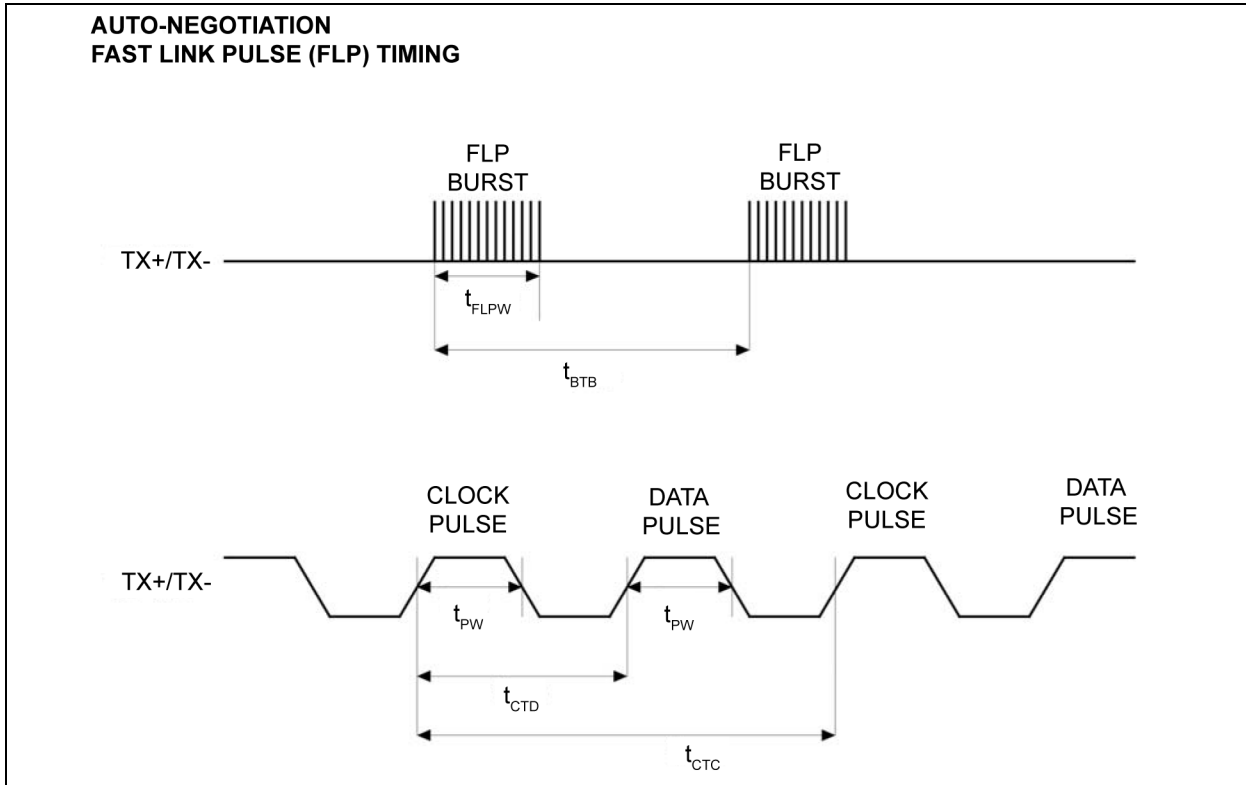 AUTO-NEGOTIATION
FAST LINK PULSE (FLP) TIMING
FLP
BURST
FLP
BURST
TX+/TX-
tFLPW
tBTB
CLOCK
PULSE
DATA
PULSE
CLOCK
PULSE
DATA
PULSE
TX+/TX-
tPW
tPW
tCTD
tCTC